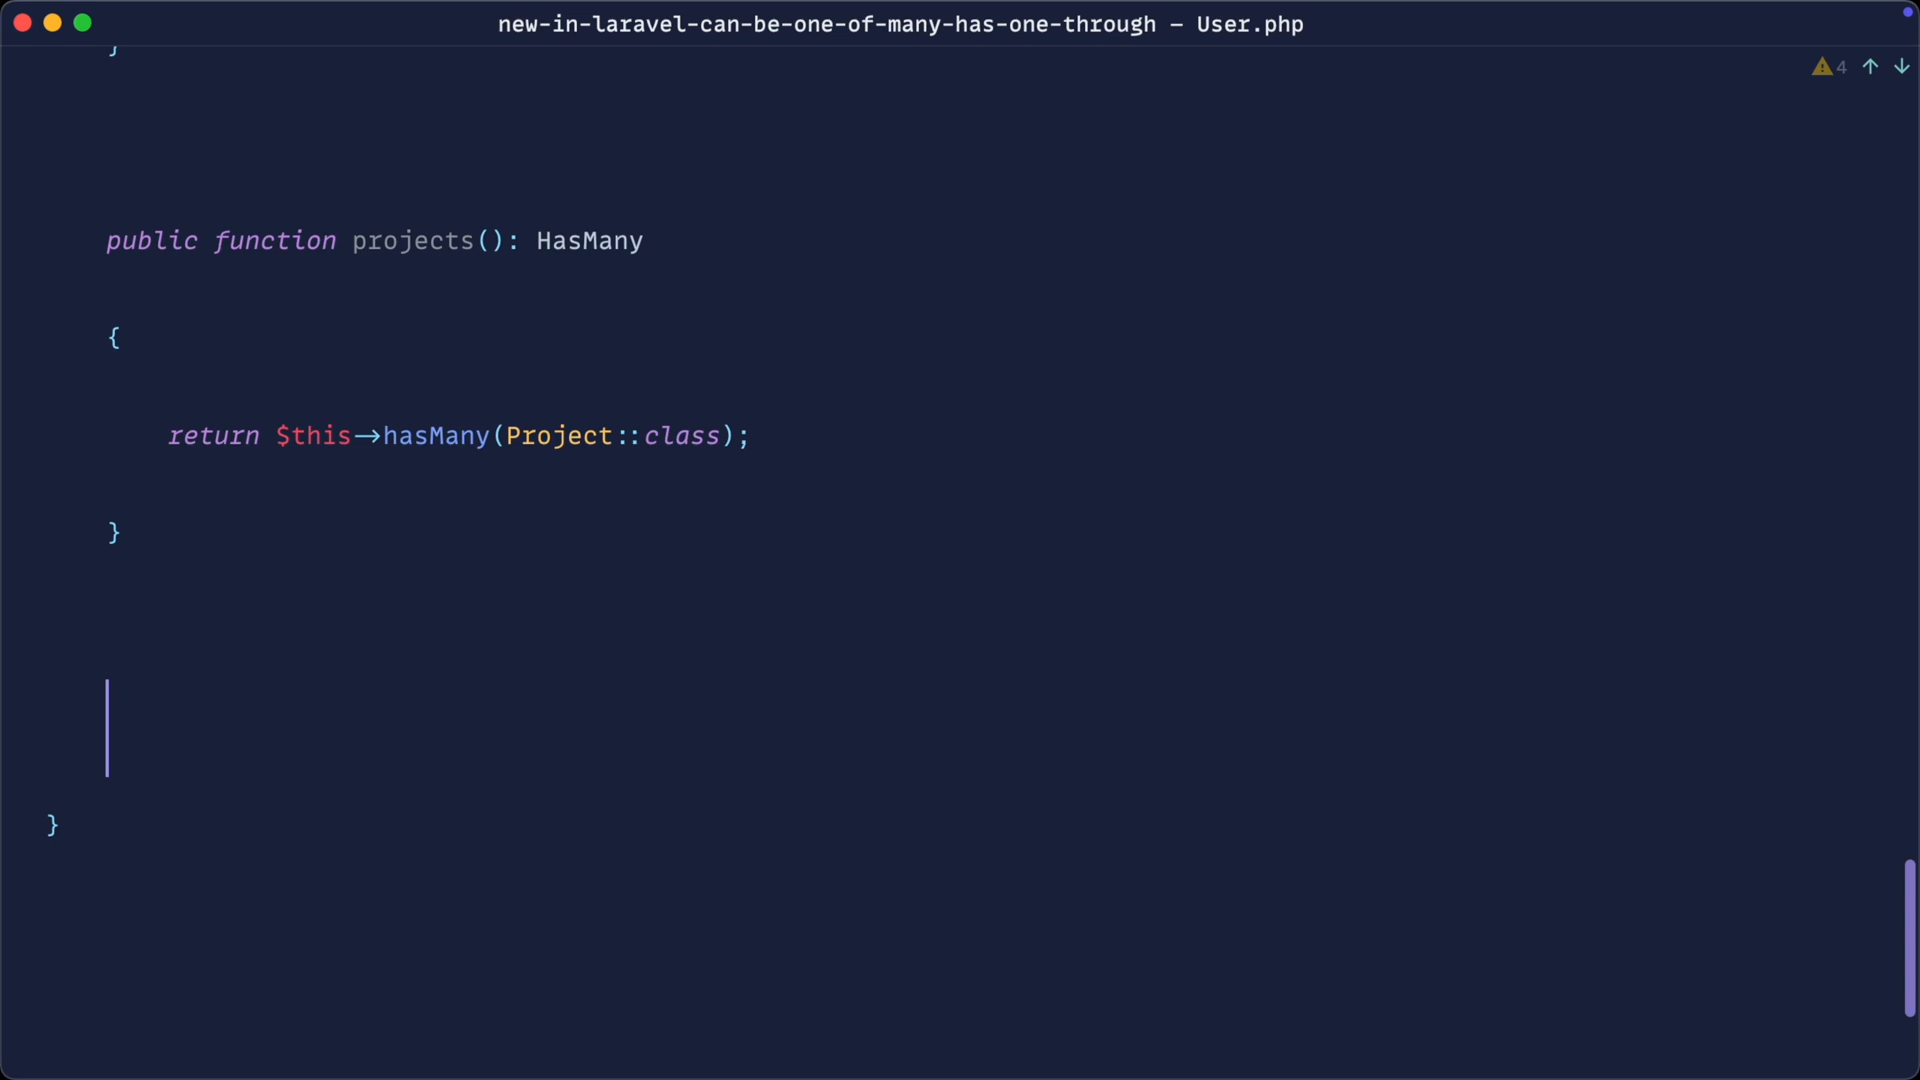 new-in-laravel-can-be-one-of-many-has-one-through – User.php
}
4
public function projects(): HasMany
{
return $this->hasMany(Project::class);
}
}